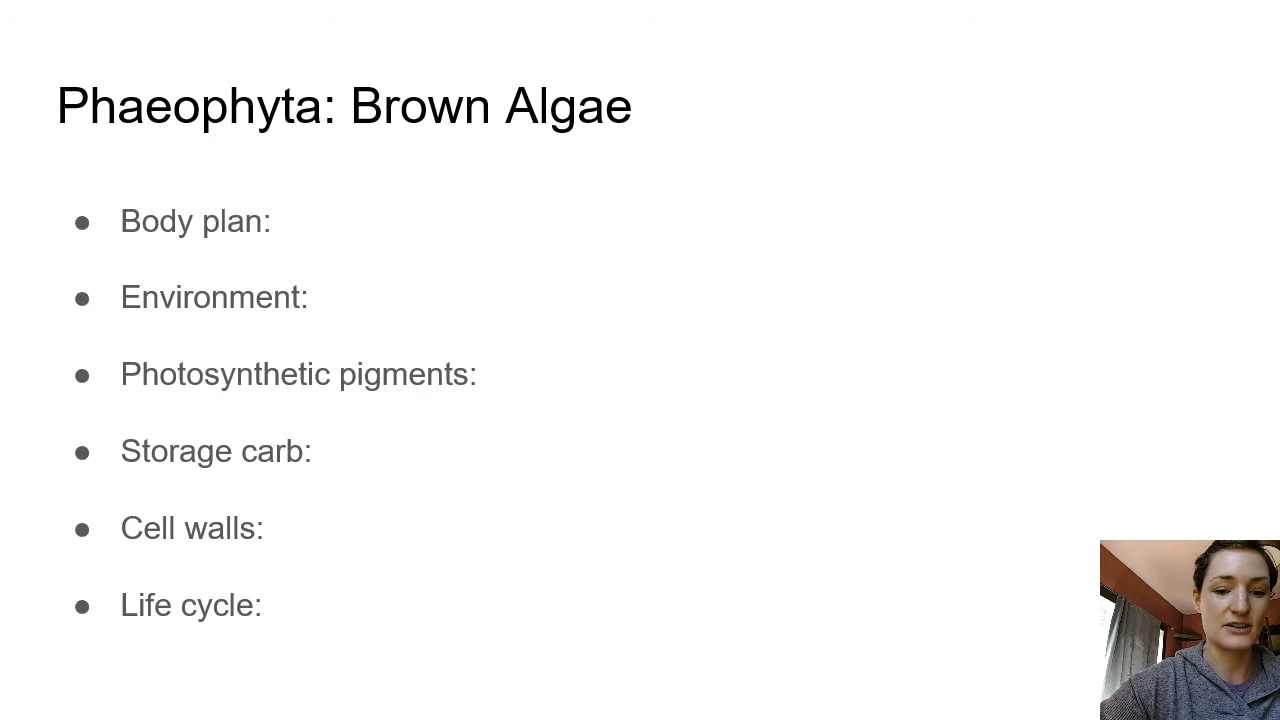 Phaeophyta: Brown Algae
● Body plan:
● Environment:
● Photosynthetic pigments:
● Storage carb:
● Cell walls:
● Life cycle: